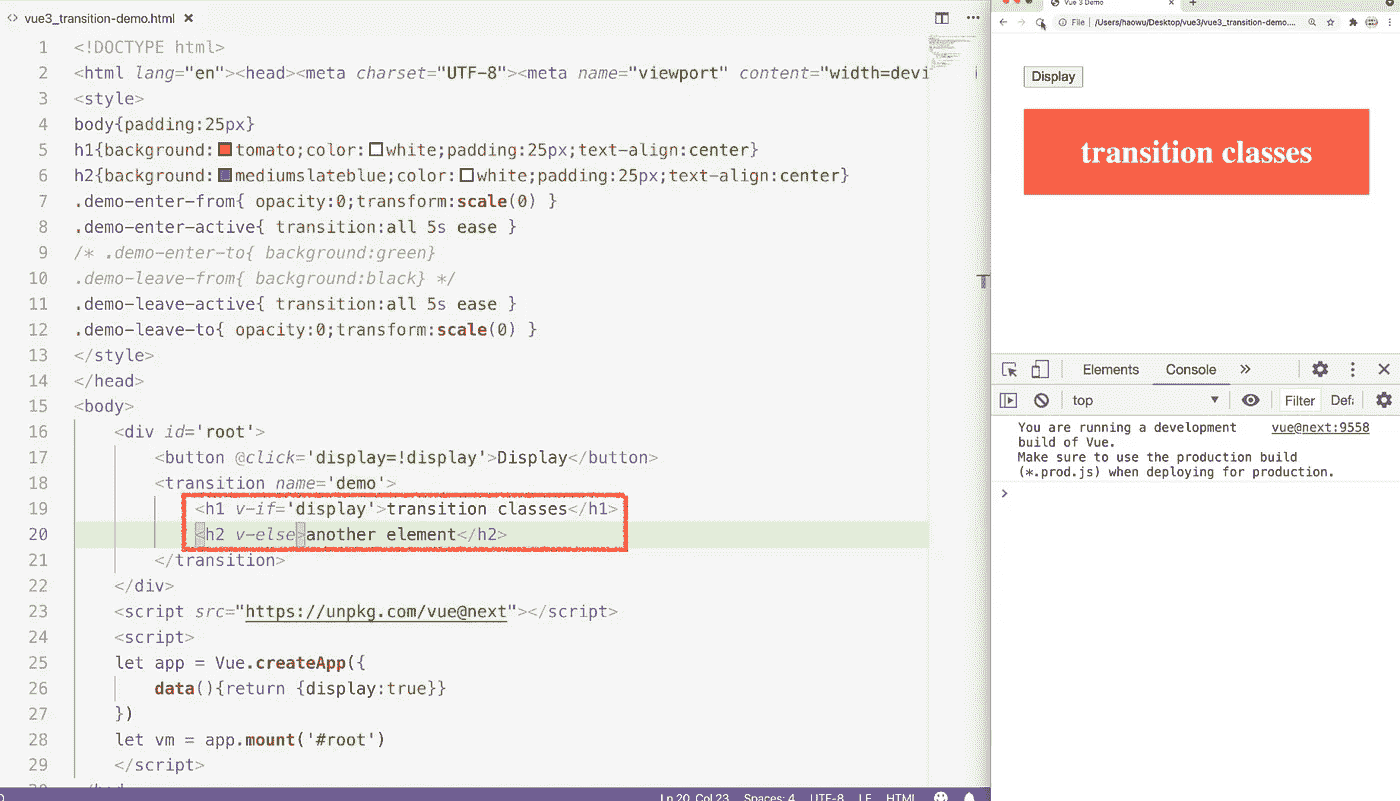 vue3_transition-demo.html
1 <!DOCTYPE html>
2 <html lang="en"><head><meta charset="UTF-8"><meta name="viewport" content="width=devi
3 <style>
4 body{padding:25px}
5 h1{background:tomato;color:white;padding:25px;text-align:center}
6 h2{background:mediumslateblue;color:white;padding:25px;text-align:center}
7 .demo-enter-from{ opacity:0;transform:scale(0) }
8 .demo-enter-active{ transition:all 5s ease }
9 /* .demo-enter-to{ background:green}
10 .demo-leave-from{ background:black} */
11 .demo-leave-active{ transition:all 5s ease }
12 .demo-leave-to{ opacity:0;transform:scale(0) }
13 </style>
14 </head>
15 <body>
16 <div id='root'>
17 <button @click='display=!display'>Display</button>
18 <transition name='demo'>
19 <h1 v-if='display'>transition classes</h1>
20 <h2 v-else>another element</h2>
21 </transition>
22 </div>
23 <script src="https://unpkg.com/vue@next"></script>
24 <script>
25 let app = Vue.createApp({
26 data(){return {display:true}}
27 })
28 let vm = app.mount('#root')
29 </script>
Ln 20, Col 23 Spaces: 4 UTF-8 LF HTML
Vue 3 Demo
File /Users/haowu/Desktop/vue3/vue3_transition-demo....
Display
transition classes
Elements Console
top Filter Defa
You are running a development vue@next:9558
build of Vue.
Make sure to use the production build
(*.prod.js) when deploying for production.